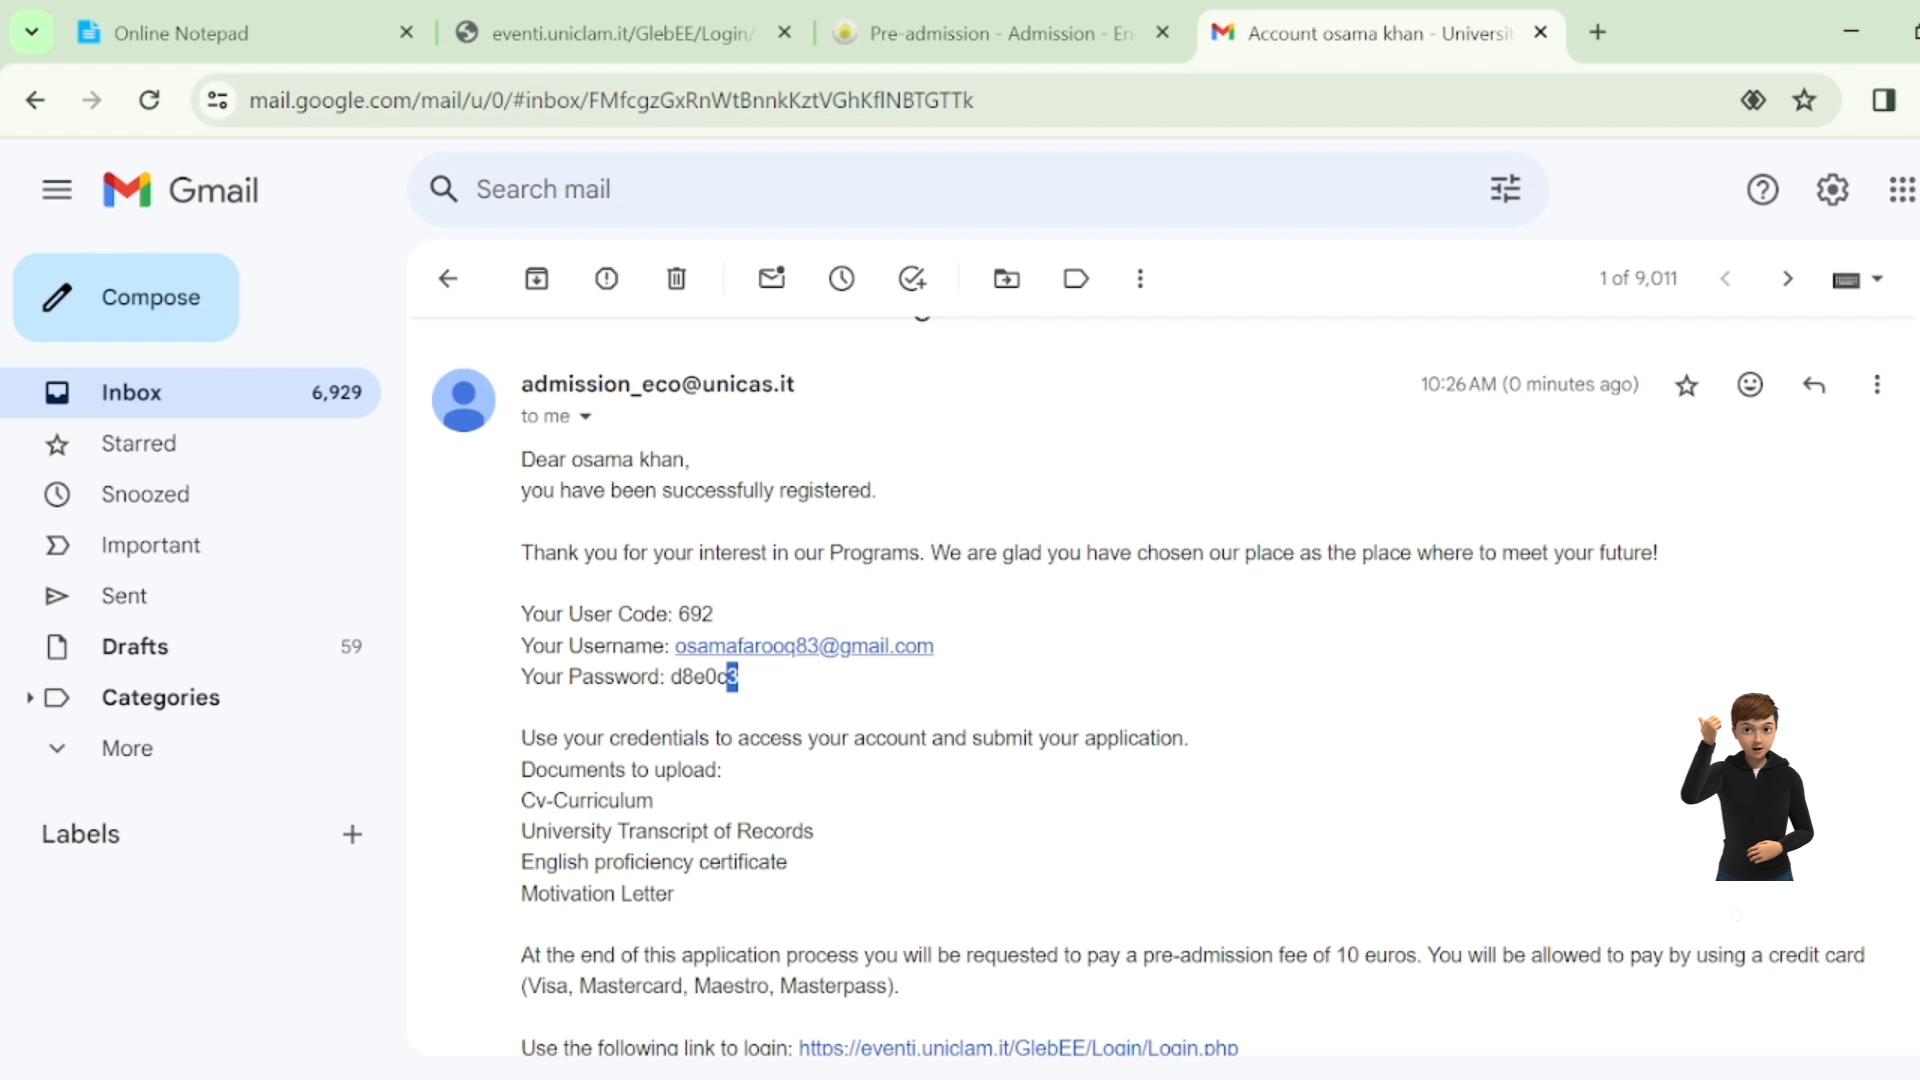 Online Notepad
eventi.uniclam.it/GlebEE/Login/
Pre-admission - Admission - En
Account osama khan - Universit
mail.google.com/mail/u/0/#inbox/FMfcgzGxRnWtBnnkKztVGhKflNBTGTTk
Gmail
Search mail
Compose
1 of 9,011
Inbox 6,929
Starred
Snoozed
Important
Sent
Drafts 59
Categories
More
Labels
admission_eco@unicas.it
10:26 AM (0 minutes ago)
to me
Dear osama khan,
you have been successfully registered.
Thank you for your interest in our Programs. We are glad you have chosen our place as the place where to meet your future!
Your User Code: 692
Your Username: osamafarooq83@gmail.com
Your Password: d8e0c3
Use your credentials to access your account and submit your application.
Documents to upload:
Cv-Curriculum
University Transcript of Records
English proficiency certificate
Motivation Letter
At the end of this application process you will be requested to pay a pre-admission fee of 10 euros. You will be allowed to pay by using a credit card
(Visa, Mastercard, Maestro, Masterpass).
Use the following link to login: https://eventi.uniclam.it/GlebEE/Login/Login.php